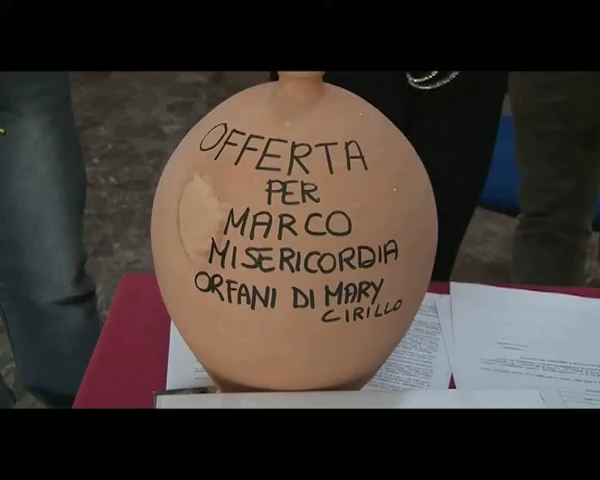 OFFERTA
PER
MARCO
MISERICORDIA
ORFANI DI MARY
CIRILLO